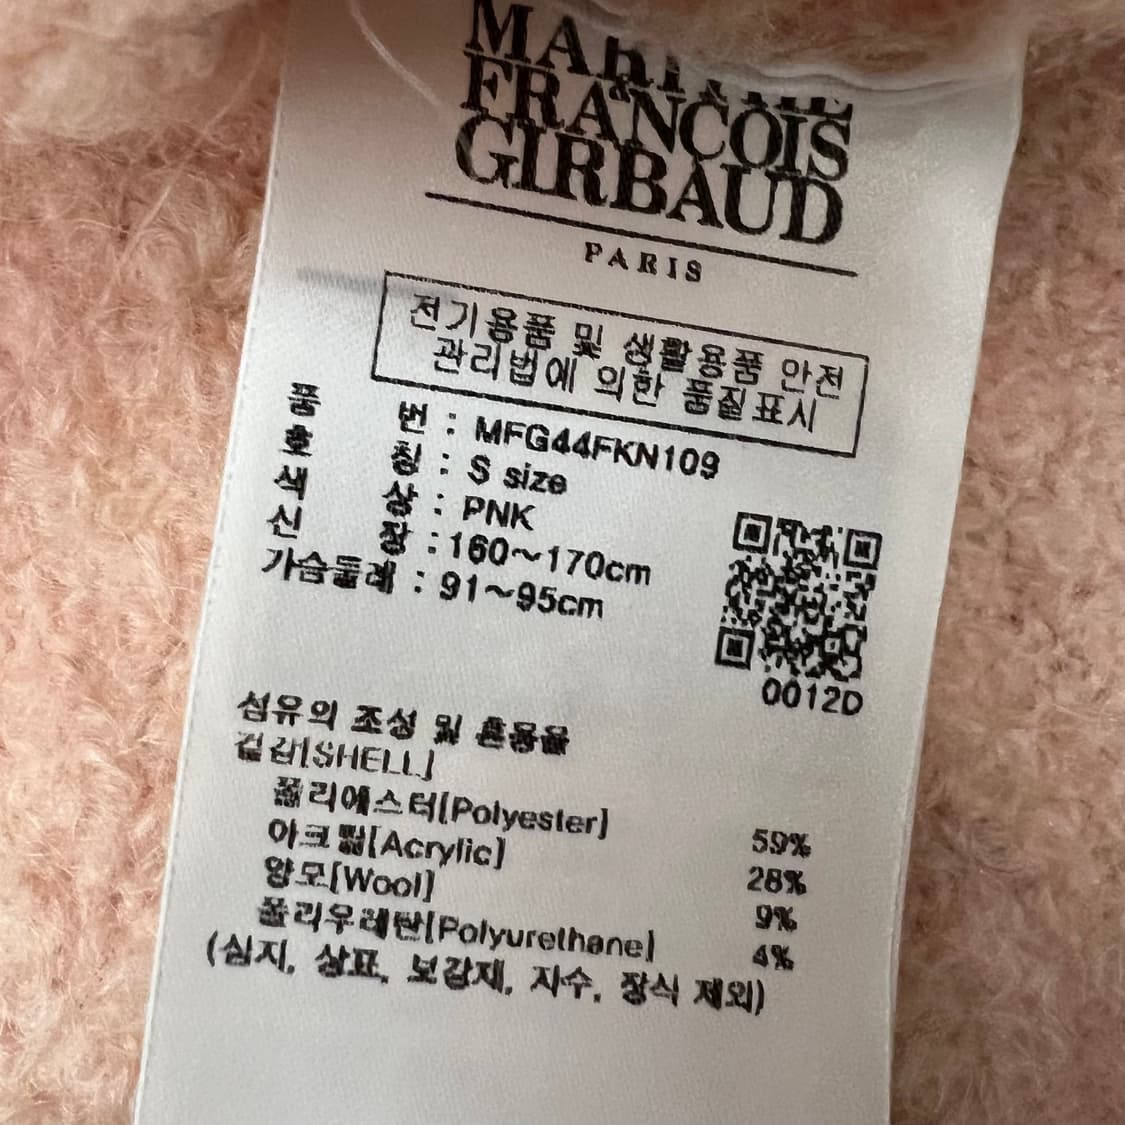 MARITHE
&
FRANCOIS
GIRBAUD
PARIS
전기용품 및 생활용품 안전
관리법에 의한 품질표시
품 번 : MFG44FKN109
호 칭 : S size
색 상 : PNK
신 장 : 160~170cm
가슴둘레 : 91~95cm
0012D
섬유의 조성 및 혼용율
겉감[SHELL]
폴리에스터[Polyester] 59%
아크릴[Acrylic] 28%
양모[Wool] 9%
폴리우레탄[Polyurethane] 4%
(심지, 상표, 보강재, 자수, 장식 제외)